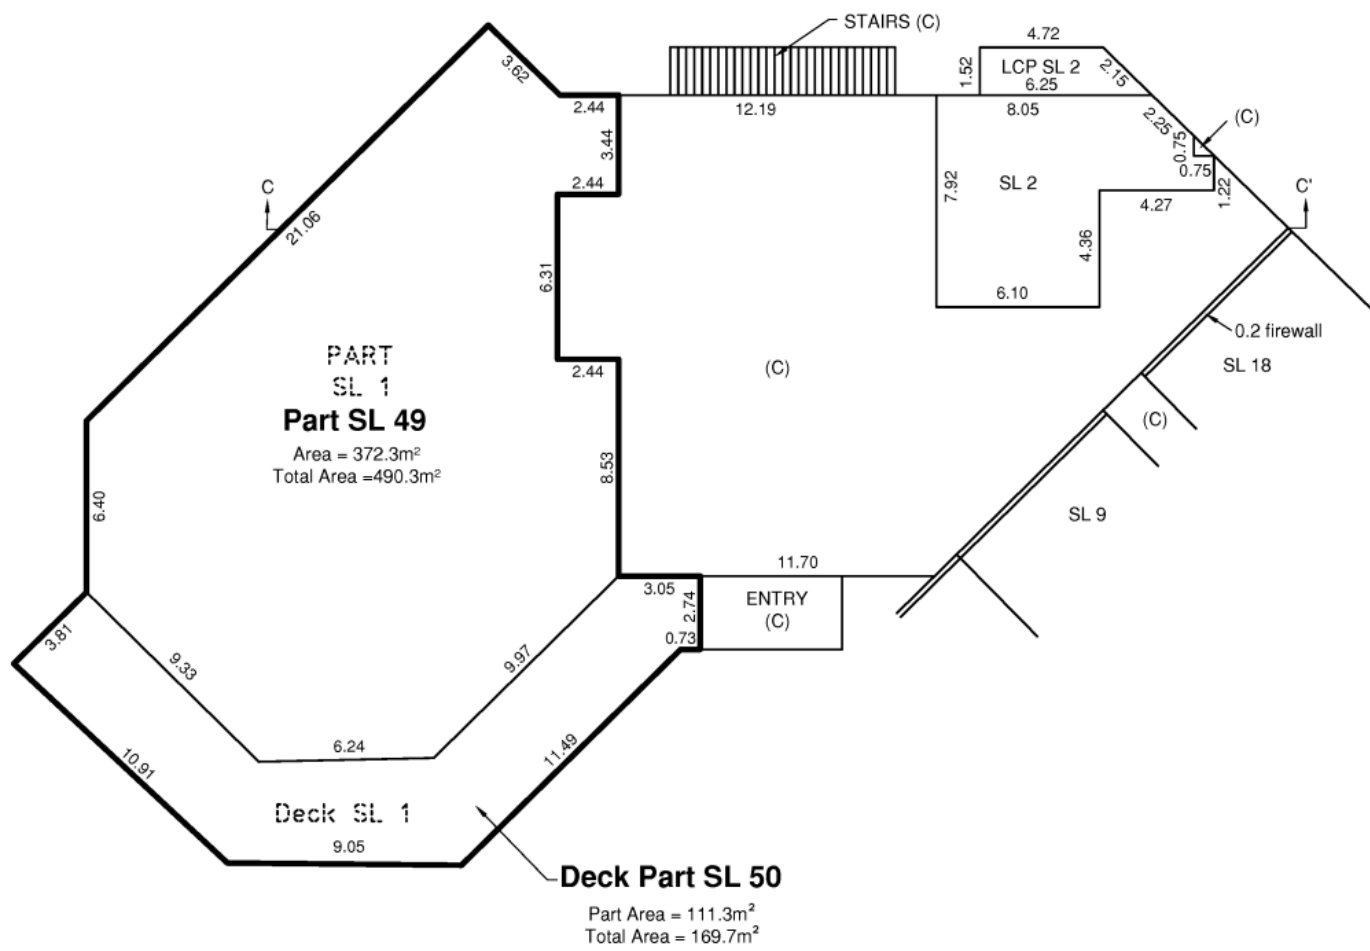 STAIRS (C)
4.72
3.62
1.52
LCP SL 2
2.15
6.25
2.44
12.19
8.05
2.25
(C)
3.44
0.75
0.75
2.44
7.92
SL 2
C
4.27
1.22
C'
21.06
4.36
6.31
6.10
0.2 firewall
PART
SL 1
2.44
(C)
SL 18
Part SL 49
(C)
Area = 372.3m²
Total Area =490.3m²
8.53
6.40
SL 9
11.70
3.05
2.74
ENTRY
(C)
3.81
0.73
9.33
9.97
6.24
11.49
10.91
Deck SL 1
9.05
Deck Part SL 50
Part Area = 111.3m²
Total Area = 169.7m²